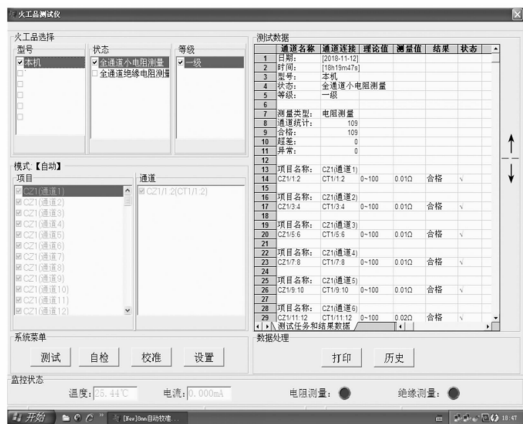 火工品测试仪
火工品选择
型号
状态
等级
本机
全通道小电阻测量
全通道绝缘电阻测量
一级
模式【自动】
项目
通道
CZ1(通道1)
CZ1(通道2)
CZ1(通道3)
CZ1(通道4)
CZ1(通道5)
CZ1(通道6)
CZ1(通道7)
CZ1(通道8)
CZ1(通道9)
CZ1(通道10)
CZ1(通道11)
CZ1(通道12)
CZ1/1.2(CT1/1.2)
系统菜单
测试 自检 校准 设置
测试数据
通道名称 通道连接 理论值 测量值 结果 状态
1 日期: [2018-11-12]
2 时间: [18h19m47s]
3 型号: 本机
4 状态: 全通道小电阻测量
5 等级: 一级
6
7 测量类型: 电阻测量
8 通道统计: 109
9 合格: 109
10 超差: 0
11 异常: 0
12
13 项目名称: CZ1(通道1)
14 CZ1/1.2 CT1/1.2 0~100 0.01Ω 合格 √
15
16 项目名称: CZ1(通道2)
17 CZ1/3.4 CT1/3.4 0~100 0.01Ω 合格 √
18
19 项目名称: CZ1(通道3)
20 CZ1/5.6 CT1/5.6 0~100 0.01Ω 合格 √
21
22 项目名称: CZ1(通道4)
23 CZ1/7.8 CT1/7.8 0~100 0.01Ω 合格 √
24
25 项目名称: CZ1(通道5)
26 CZ1/9.10 CT1/9.10 0~100 0.01Ω 合格 √
27
28 项目名称: CZ1(通道6)
29 CZ1/11.12 CT1/11.12 0~100 0.02Ω 合格 √
测试任务和结果数据
数据处理
打印 历史
监控状态
温度: 25.44℃ 电流: 0.000mA 电阻测量: 绝缘测量:
开始
自动校准
18:47